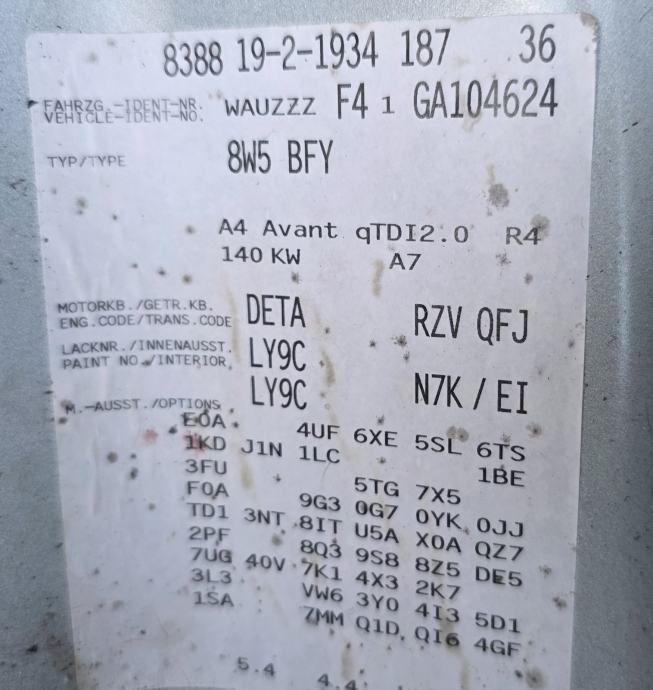 8388 19-2-1934 187 36
FAHRZG.-IDENT-NR.
VEHICLE-IDENT-NO. WAUZZZ F4 1 GA104624
TYP/TYPE 8W5 BFY
A4 Avant qTDI2.0 R4
140 KW A7
MOTORKB./GETR.KB.
ENG.CODE/TRANS.CODE DETA RZV QFJ
LACKNR./INNENAUSST.
PAINT NO./INTERIOR LY9C
LY9C N7K / EI
M.-AUSST./OPTIONS
E0A 4UF 6XE 5SL 6TS
1KD J1N 1LC 1BE
3FU 5TG 7X5
F0A 9G3 0G7 0YK 0JJ
TD1 3NT 8IT U5A X0A QZ7
2PF 8Q3 9S8 8Z5 DE5
7UG 40V 7K1 4X3 2K7
3L3 VW6 3Y0 4I3 5D1
1SA 7MM Q1D QI6 4GF
5.4 4.4